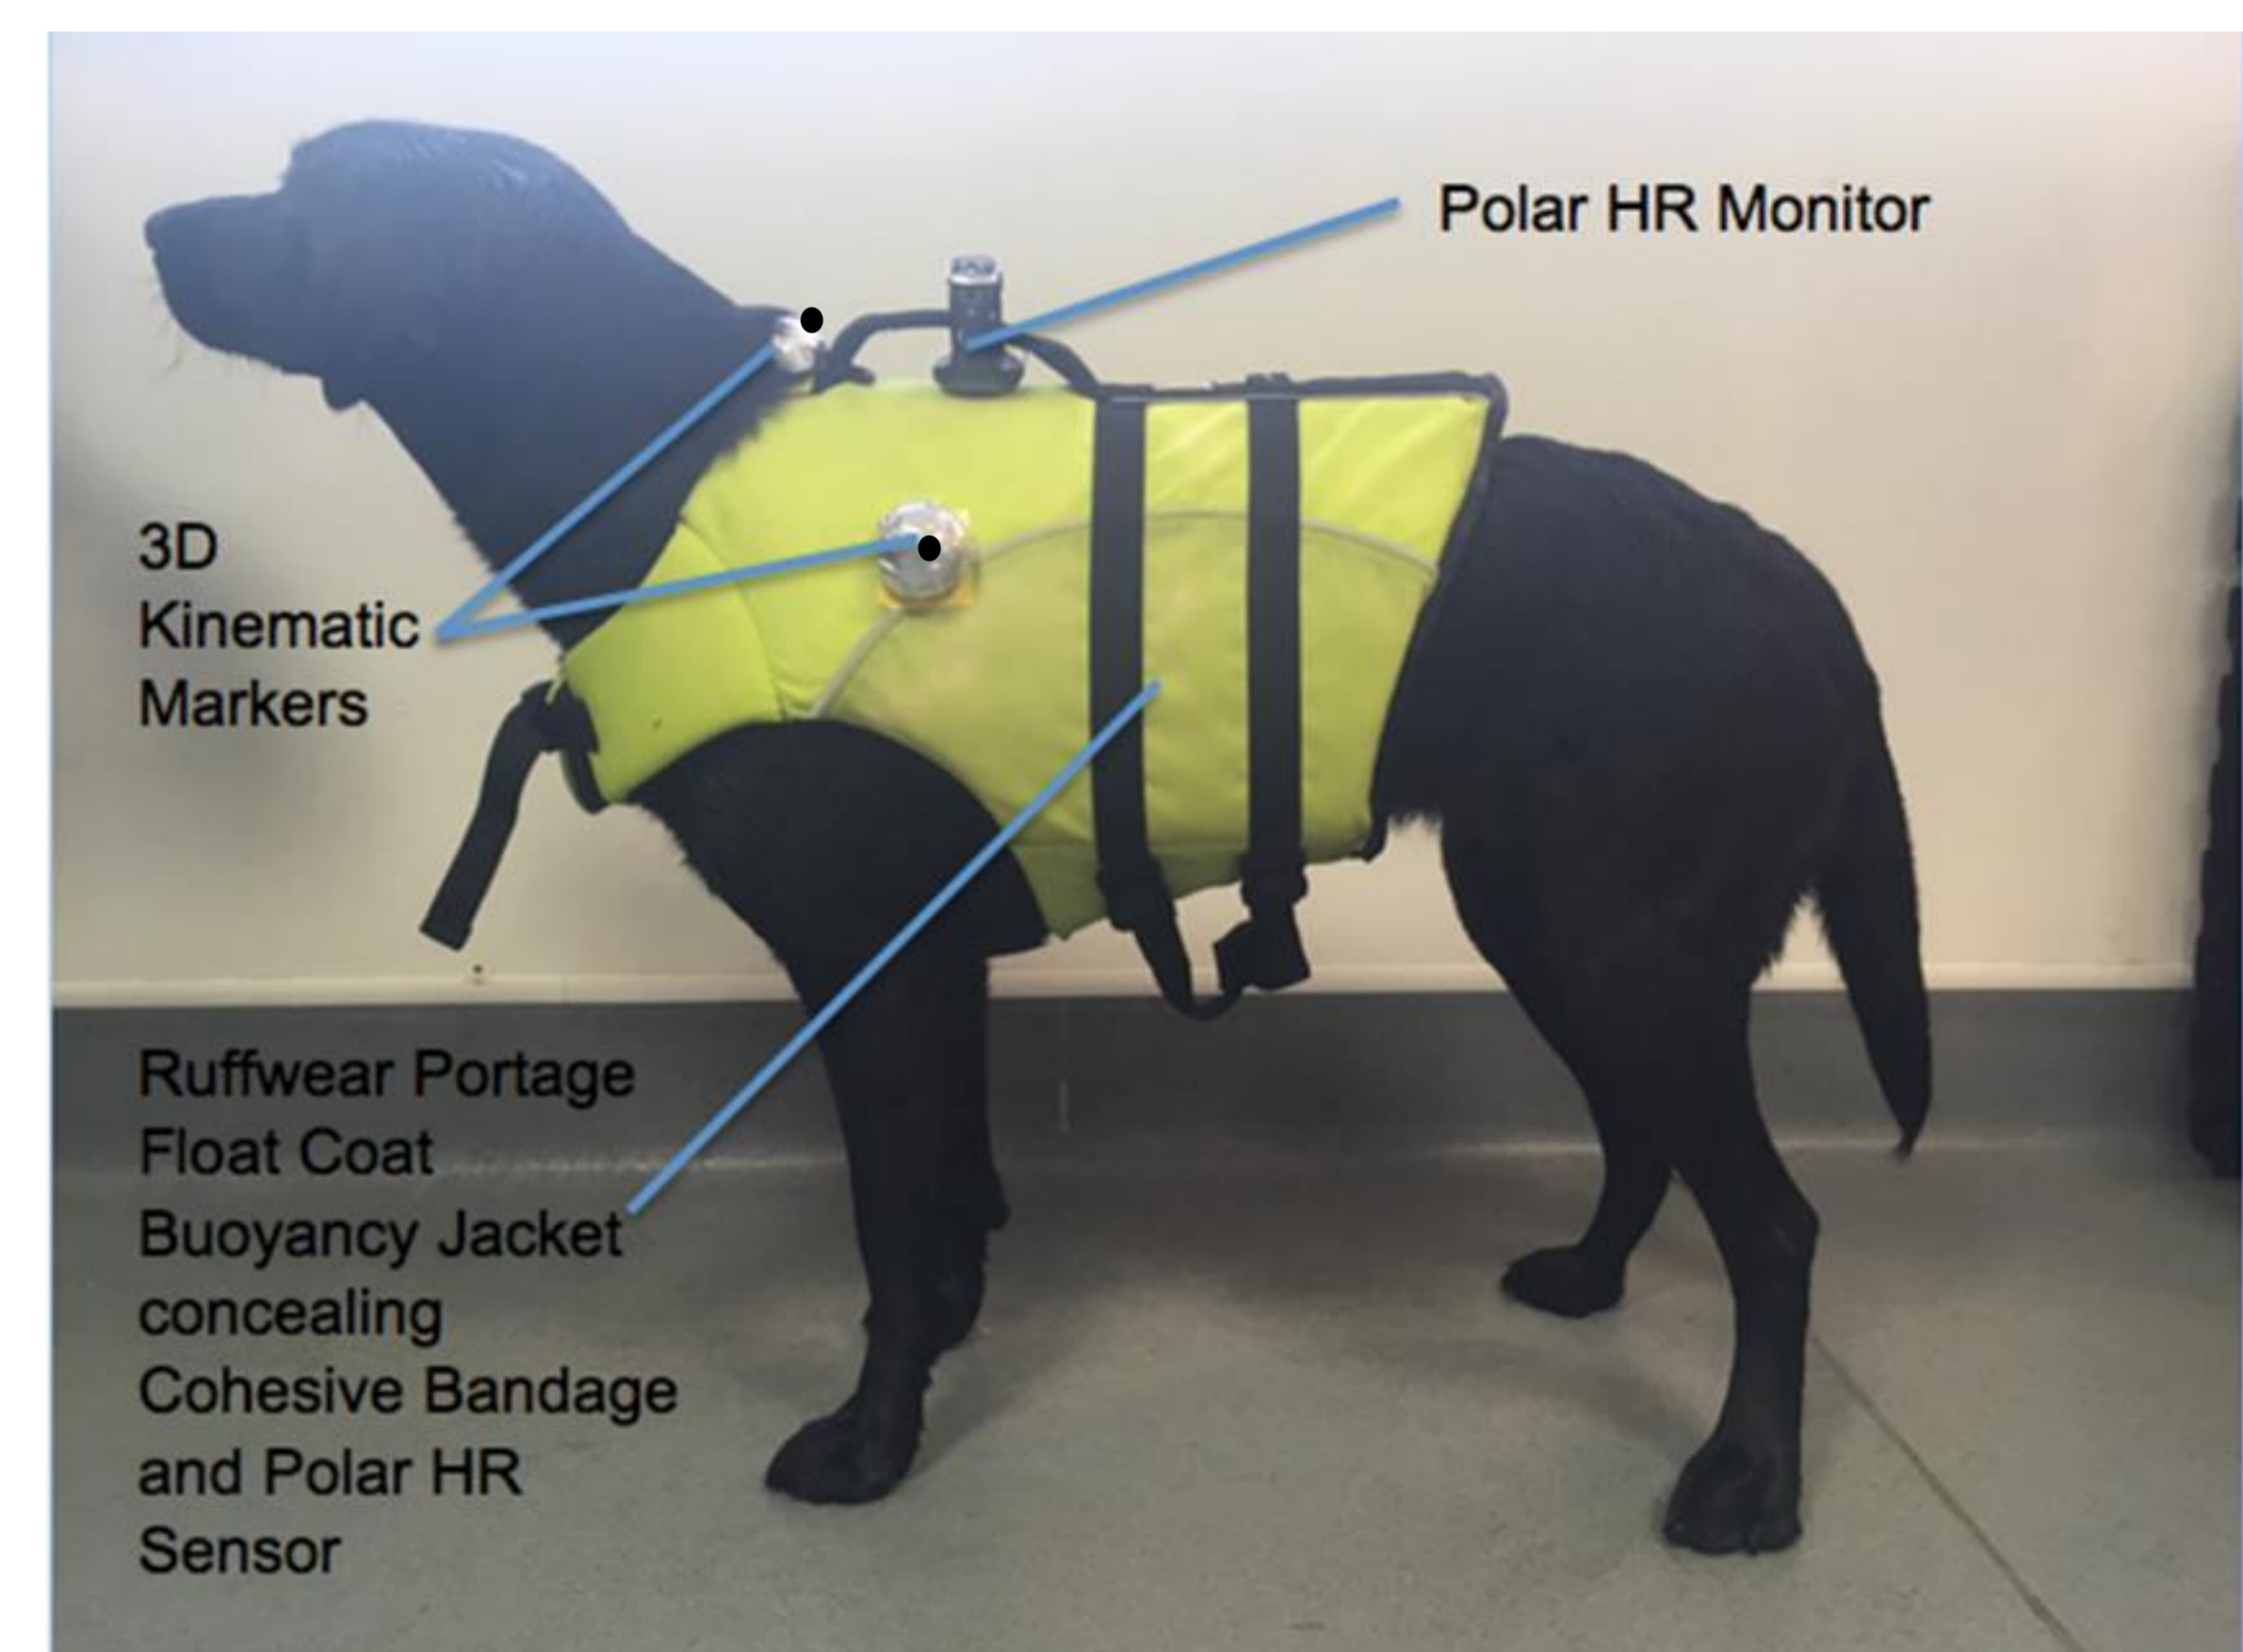 Polar HR Monitor
3D
Kinematic
Markers
Ruffwear Portage
Float Coat
Buoyancy Jacket
concealing
Cohesive Bandage
and Polar HR
Sensor